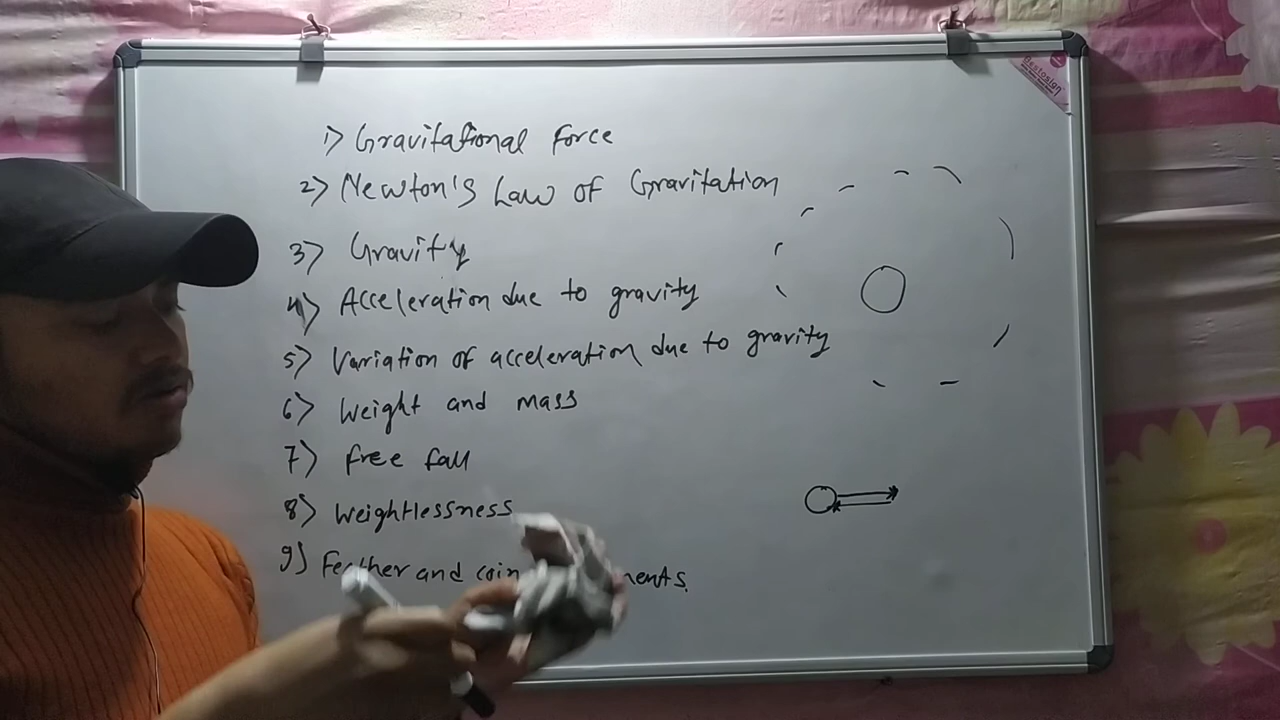 1) Gravitational Force
2) Newton's Law of Gravitation
3) Gravity
4) Acceleration due to gravity
5) Variation of acceleration due to gravity
6) Weight and mass
7) free fall
8) Weightlessness
9) Feather and coin
Bestosign